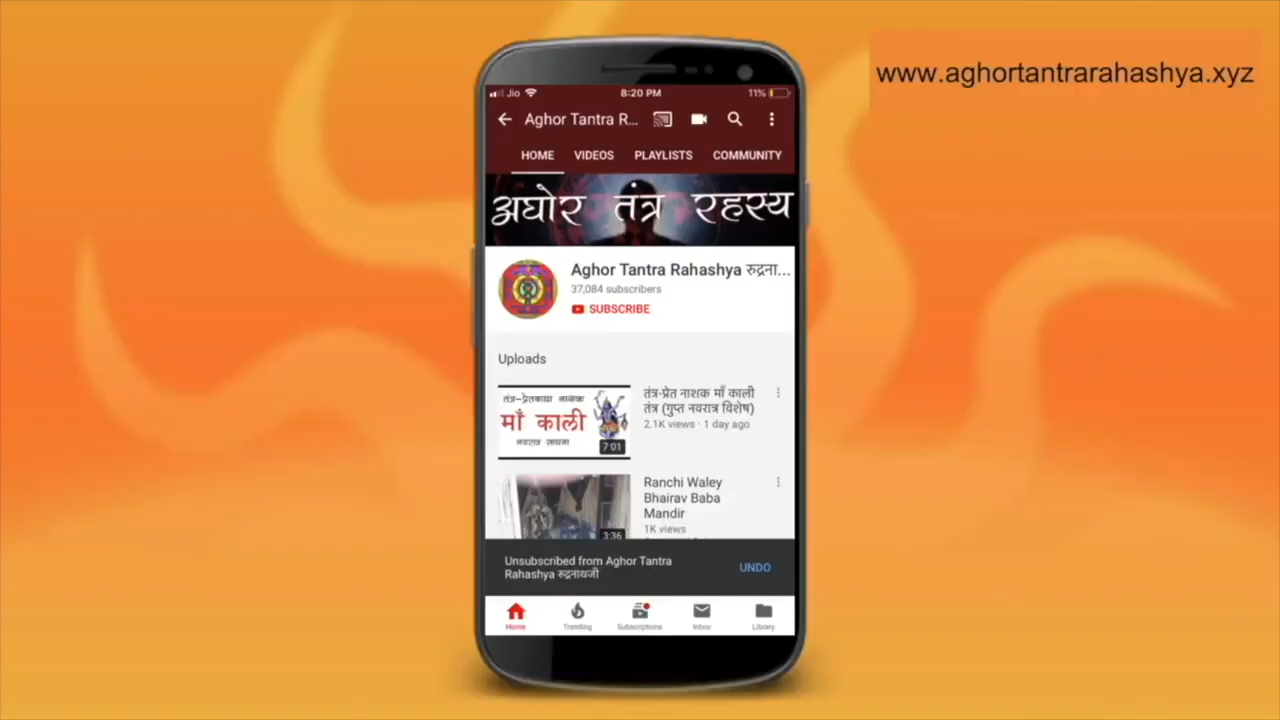 www.aghortantrarahashya.xyz
Jio 8:20 PM 11%
Aghor Tantra R...
HOME VIDEOS PLAYLISTS COMMUNITY
अघोर तंत्र रहस्य
Aghor Tantra Rahashya रुद्रना...
37,084 subscribers
SUBSCRIBE
Uploads
तंत्र-प्रेतबाधा नाशक
माँ काली
नवरात्र साधना
7:01
तंत्र-प्रेत नाशक माँ काली
तंत्र (गुप्त नवरात्र विशेष)
2.1K views · 1 day ago
Ranchi Waley
Bhairav Baba
Mandir
1K views
3:36
Unsubscribed from Aghor Tantra
Rahashya रुद्रनाथजी
UNDO
Home Trending Subscriptions Inbox Library